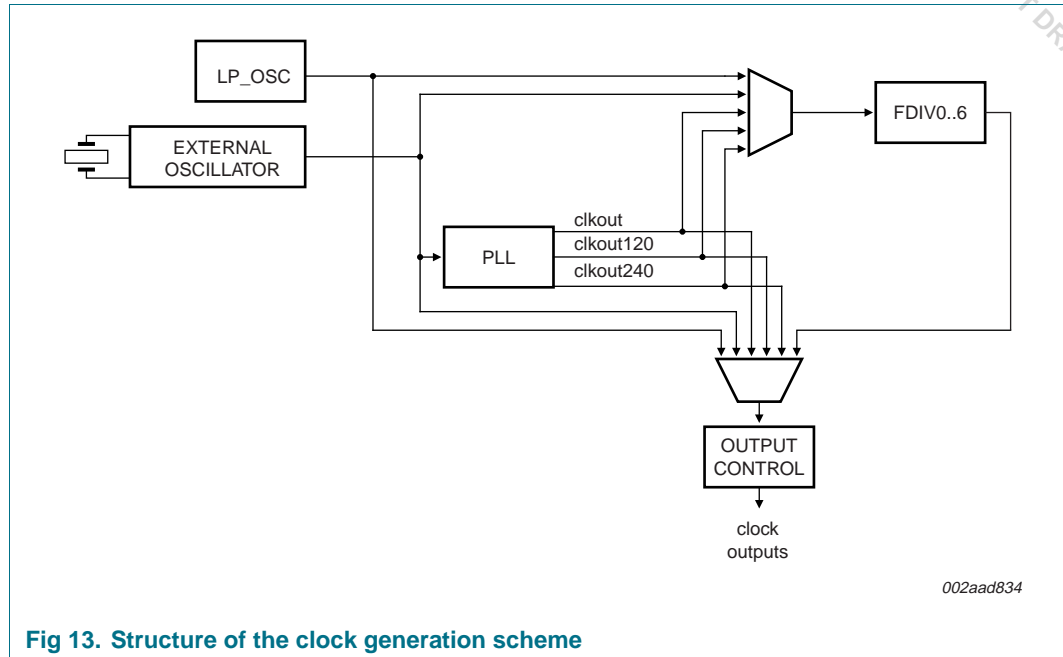 LP_OSC
EXTERNAL
OSCILLATOR
FDIV0..6
PLL
clkout
clkout120
clkout240
OUTPUT
CONTROL
clock
outputs
002aad834
Fig 13. Structure of the clock generation scheme